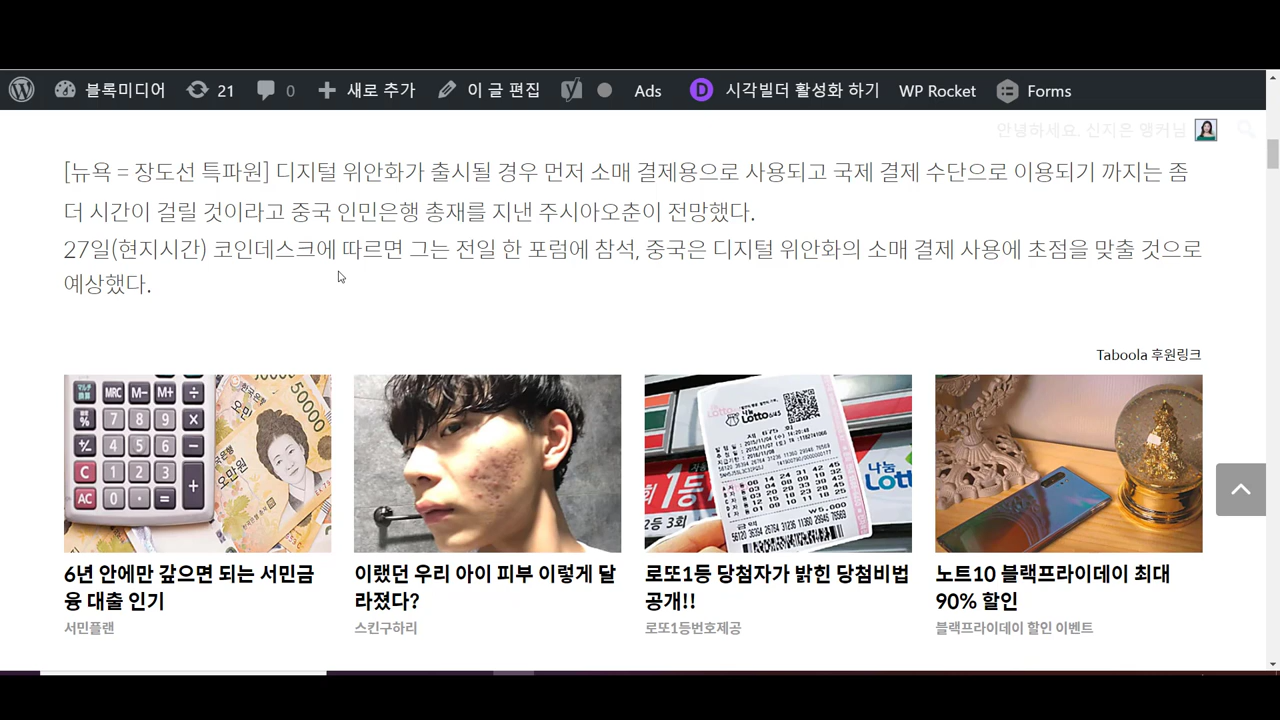 블록미디어 21 0 새로 추가 이 글 편집 Ads D 시각빌더 활성화 하기 WP Rocket Forms
안녕하세요. 신지은 앵커님
[뉴욕 = 장도선 특파원] 디지털 위안화가 출시될 경우 먼저 소매 결제용으로 사용되고 국제 결제 수단으로 이용되기 까지는 좀
더 시간이 걸릴 것이라고 중국 인민은행 총재를 지낸 주시아오춘이 전망했다.
27일(현지시간) 코인데스크에 따르면 그는 전일 한 포럼에 참석, 중국은 디지털 위안화의 소매 결제 사용에 초점을 맞출 것으로
예상했다.
Taboola 후원링크
6년 안에만 갚으면 되는 서민금
융 대출 인기
서민플랜
이랬던 우리 아이 피부 이렇게 달
라졌다?
스킨구하리
로또1등 당첨자가 밝힌 당첨비법
공개!!
로또1등번호제공
노트10 블랙프라이데이 최대
90% 할인
블랙프라이데이 할인 이벤트